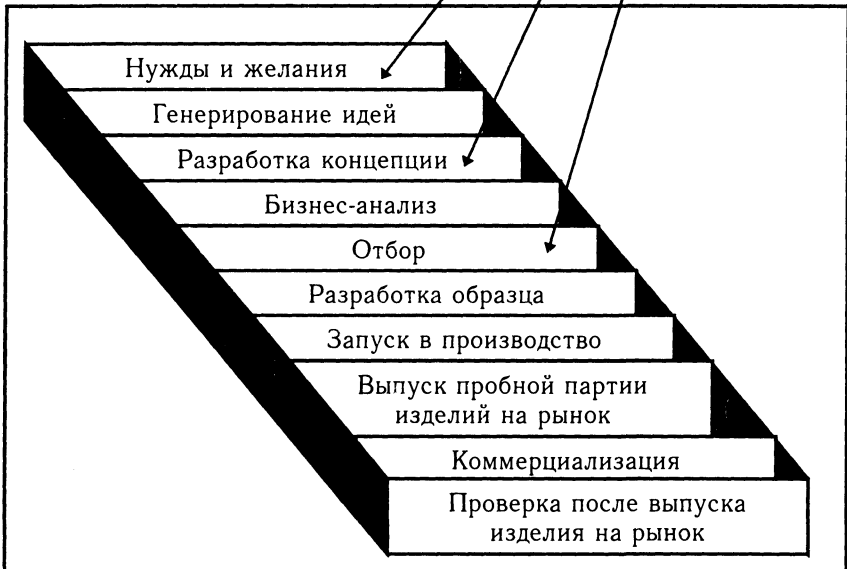 Нужды и желания
Генерирование идей
Разработка концепции
Бизнес-анализ
Отбор
Разработка образца
Запуск в производство
Выпуск пробной партии
изделий на рынок
Коммерциализация
Проверка после выпуска
изделия на рынок